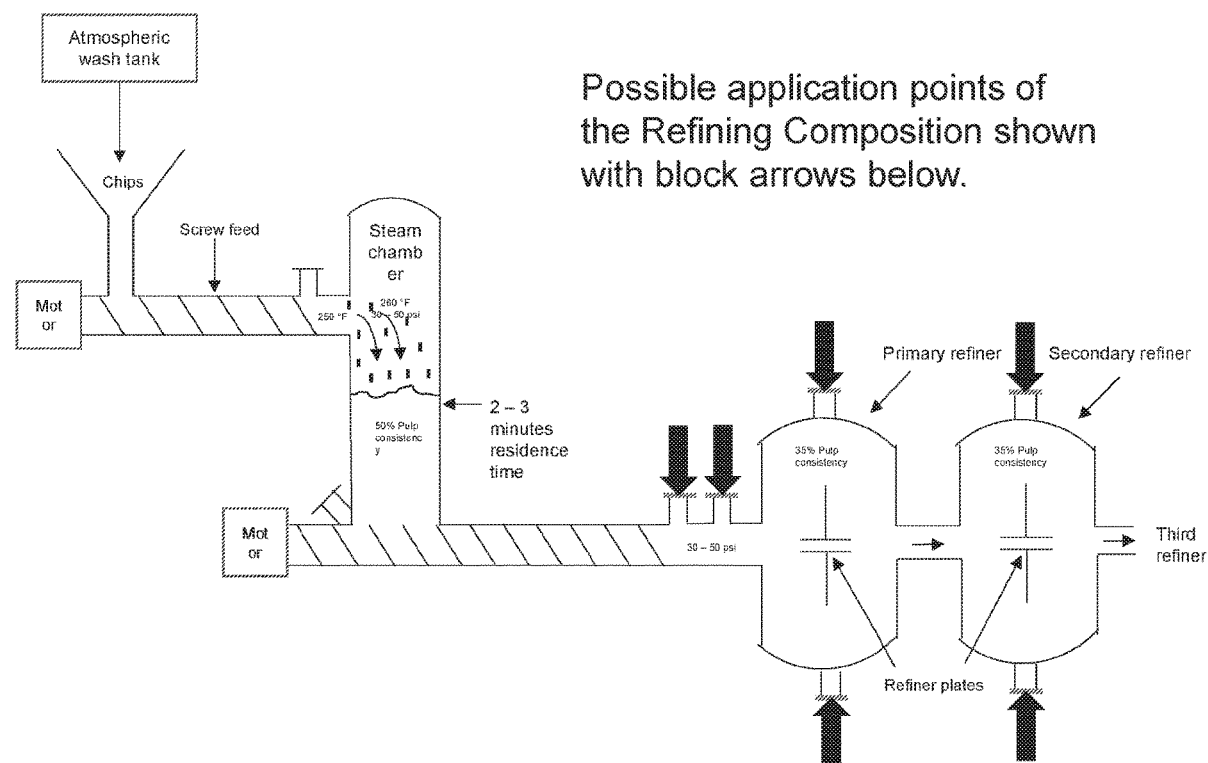 Atmospheric
wash tank
Possible application points of
the Refining Composition shown
with block arrows below.
Chips
Screw feed
Steam
chamb
er
Mot
or
250 °F
260 °F
30 – 50 psi
Primary refiner
Secondary refiner
2 – 3
minutes
residence
time
50% Pulp
consistenc
y
35% Pulp
consistency
35% Pulp
consistency
Mot
or
30 – 50 psi
Third
refiner
Refiner plates